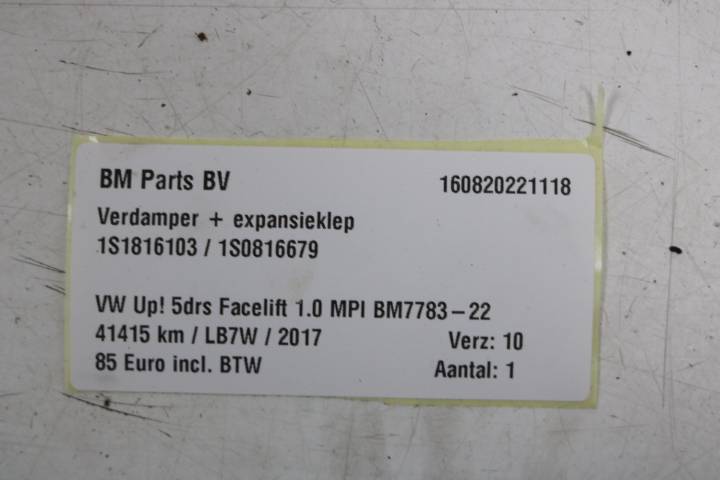 BM Parts BV 160820221118
Verdamper + expansieklep
1S1816103 / 1S0816679
VW Up! 5drs Facelift 1.0 MPI BM7783-22
41415 km / LB7W / 2017 Verz: 10
85 Euro incl. BTW Aantal: 1